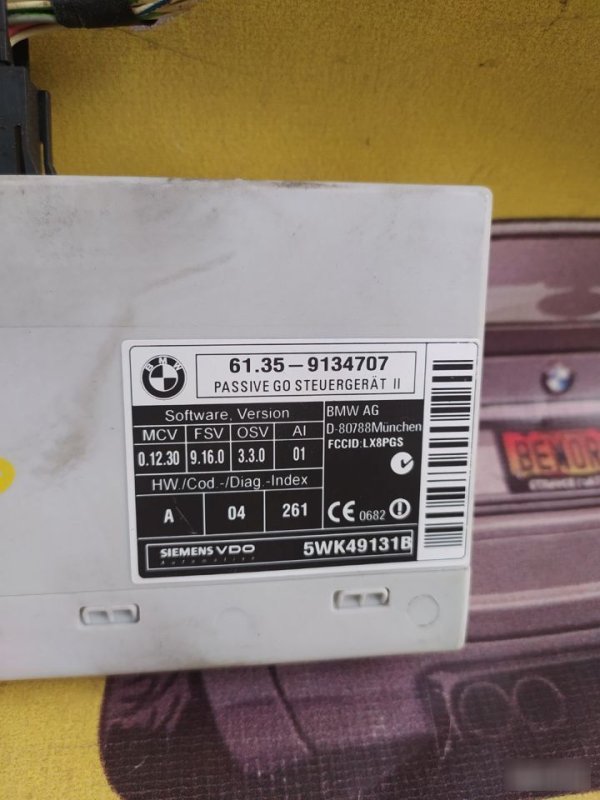 BMW
61.35-9134707
PASSIVE GO STEUERGERÄT II
Software, Version
MCV FSV OSV AI
0.12.30 9.16.0 3.3.0 01
HW./Cod.-/Diag.-Index
A 04 261
BMW AG
D-80788München
FCCID:LX8PGS
CE 0682
SIEMENS VDO
Automotive
5WK49131B